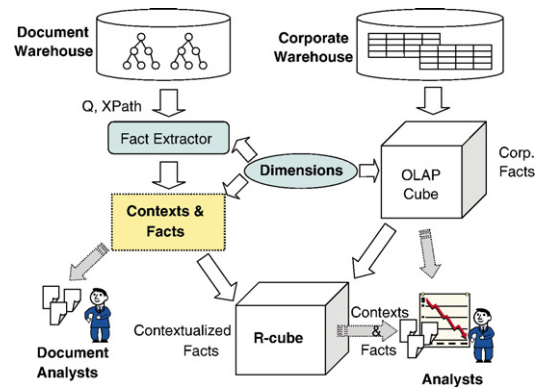 Document
Warehouse
Corporate
Warehouse
Q, XPath
Fact Extractor
Dimensions
OLAP
Cube
Corp.
Facts
Contexts &
Facts
Contextualized
Facts
R-cube
Contexts
&
Facts
Document
Analysts
Analysts